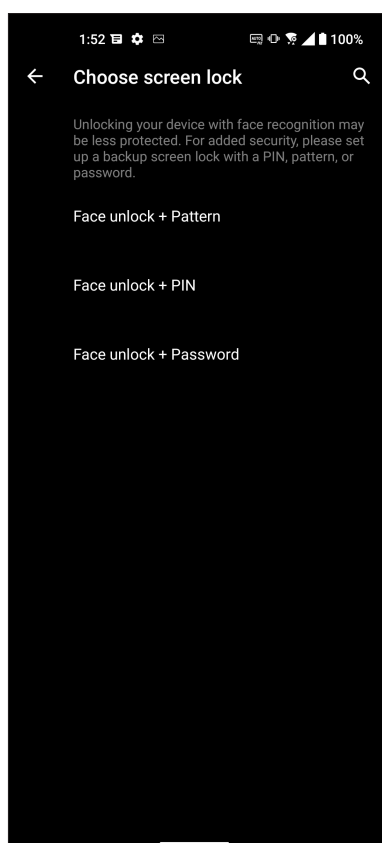 1:52 100%
Choose screen lock
Unlocking your device with face recognition may
be less protected. For added security, please set
up a backup screen lock with a PIN, pattern, or
password.
Face unlock + Pattern
Face unlock + PIN
Face unlock + Password